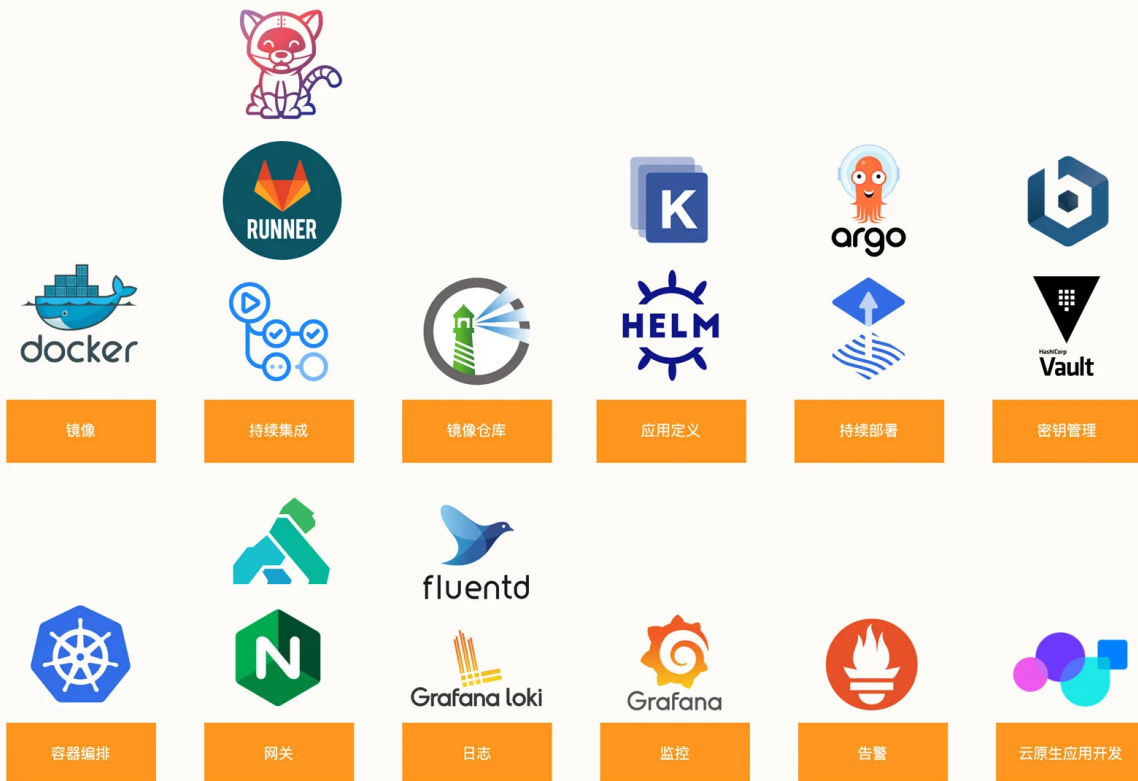 RUNNER
K
argo
b
docker
HELM
HashiCorp
Vault
镜像
持续集成
镜像仓库
应用定义
持续部署
密钥管理
fluentd
N
Grafana loki
Grafana
容器编排
网关
日志
监控
告警
云原生应用开发